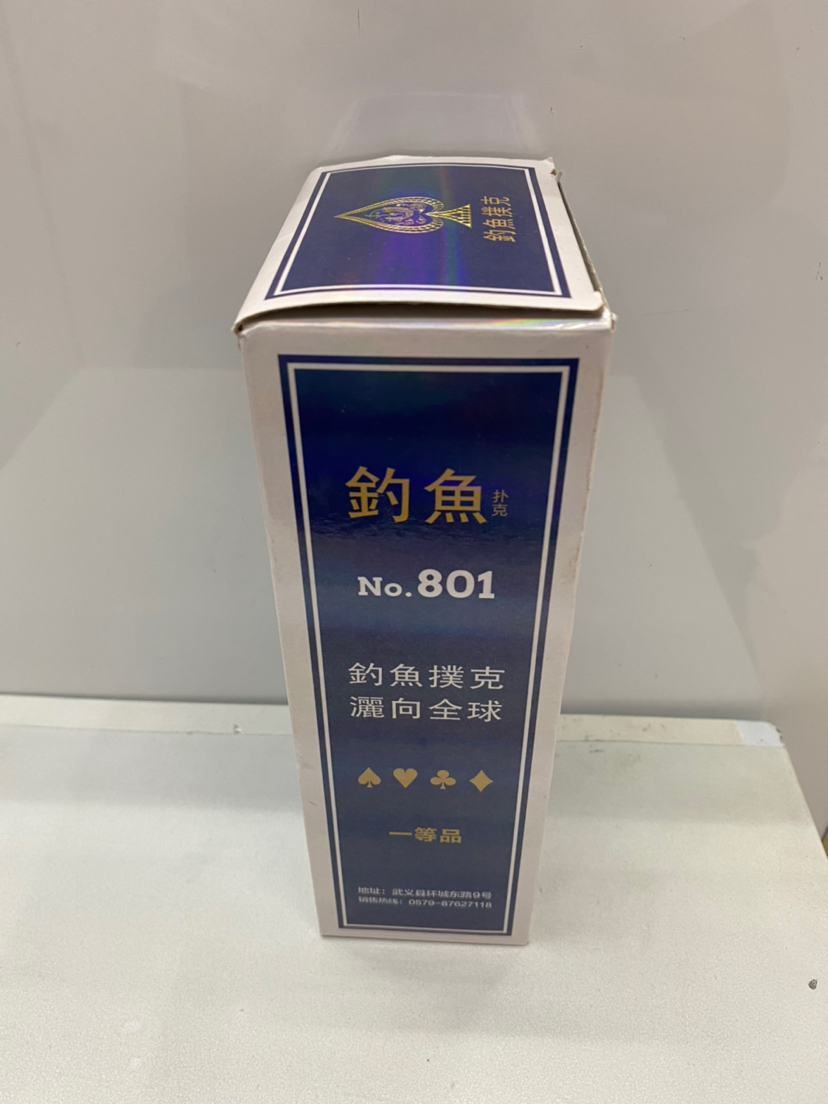 釣魚撲克
釣魚扑克
No.801
釣魚撲克
灑向全球
一等品
地址：武义县环城东路9号
销售热线：0579-87627118